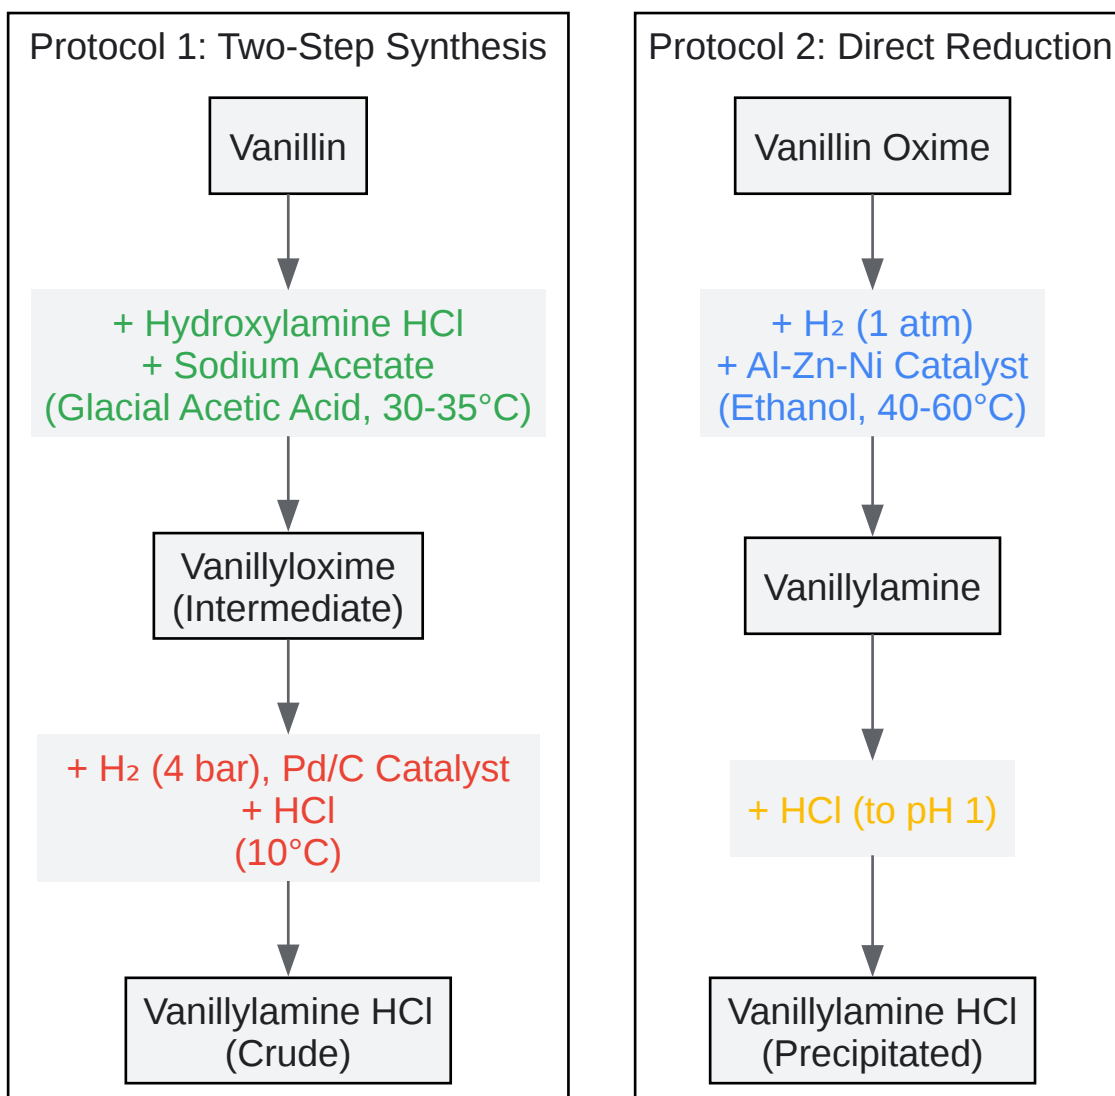 Protocol 1: Two-Step Synthesis
Vanillin
+ Hydroxylamine HCl
+ Sodium Acetate
(Glacial Acetic Acid, 30-35°C)
Vanillyloxime
(Intermediate)
+ H₂ (4 bar), Pd/C Catalyst
+ HCl
(10°C)
Vanillylamine HCl
(Crude)
Protocol 2: Direct Reduction
Vanillin Oxime
+ H₂ (1 atm)
+ Al-Zn-Ni Catalyst
(Ethanol, 40-60°C)
Vanillylamine
+ HCl (to pH 1)
Vanillylamine HCl
(Precipitated)